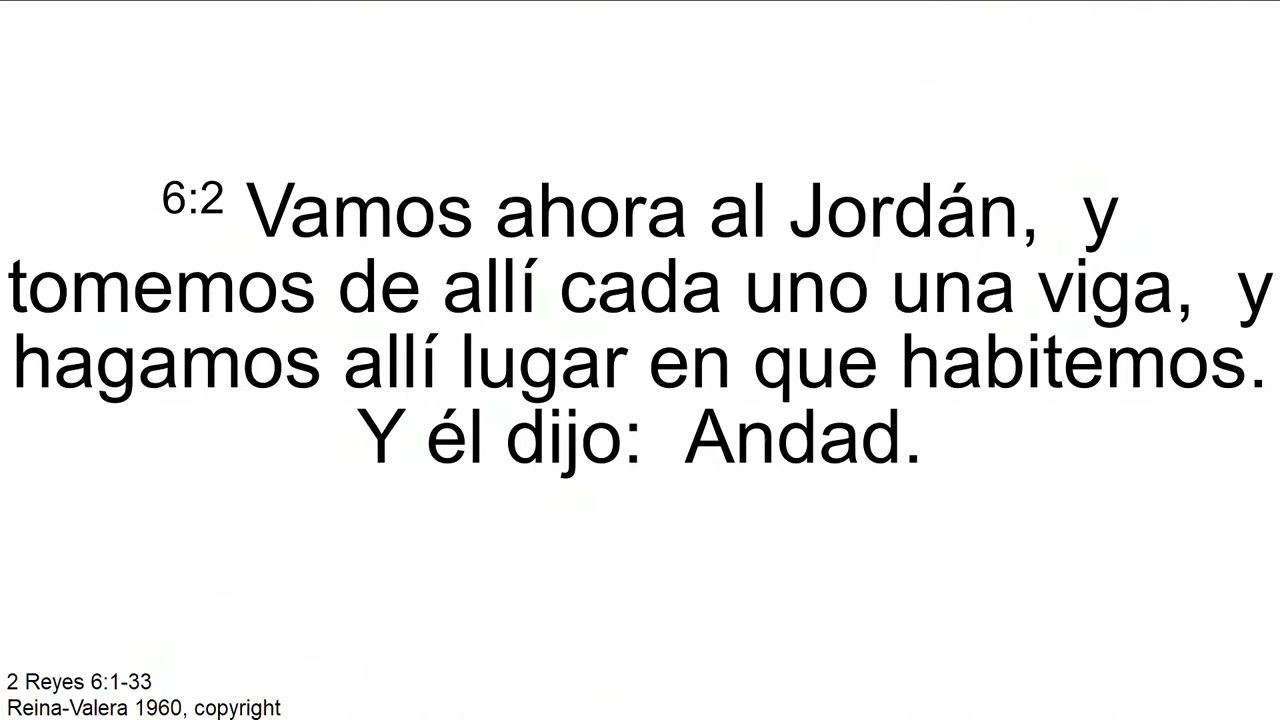 6:2 Vamos ahora al Jordán,  y
tomemos de allí cada uno una viga,  y
hagamos allí lugar en que habitemos.
Y él dijo:  Andad.
2 Reyes 6:1-33
Reina-Valera 1960, copyright